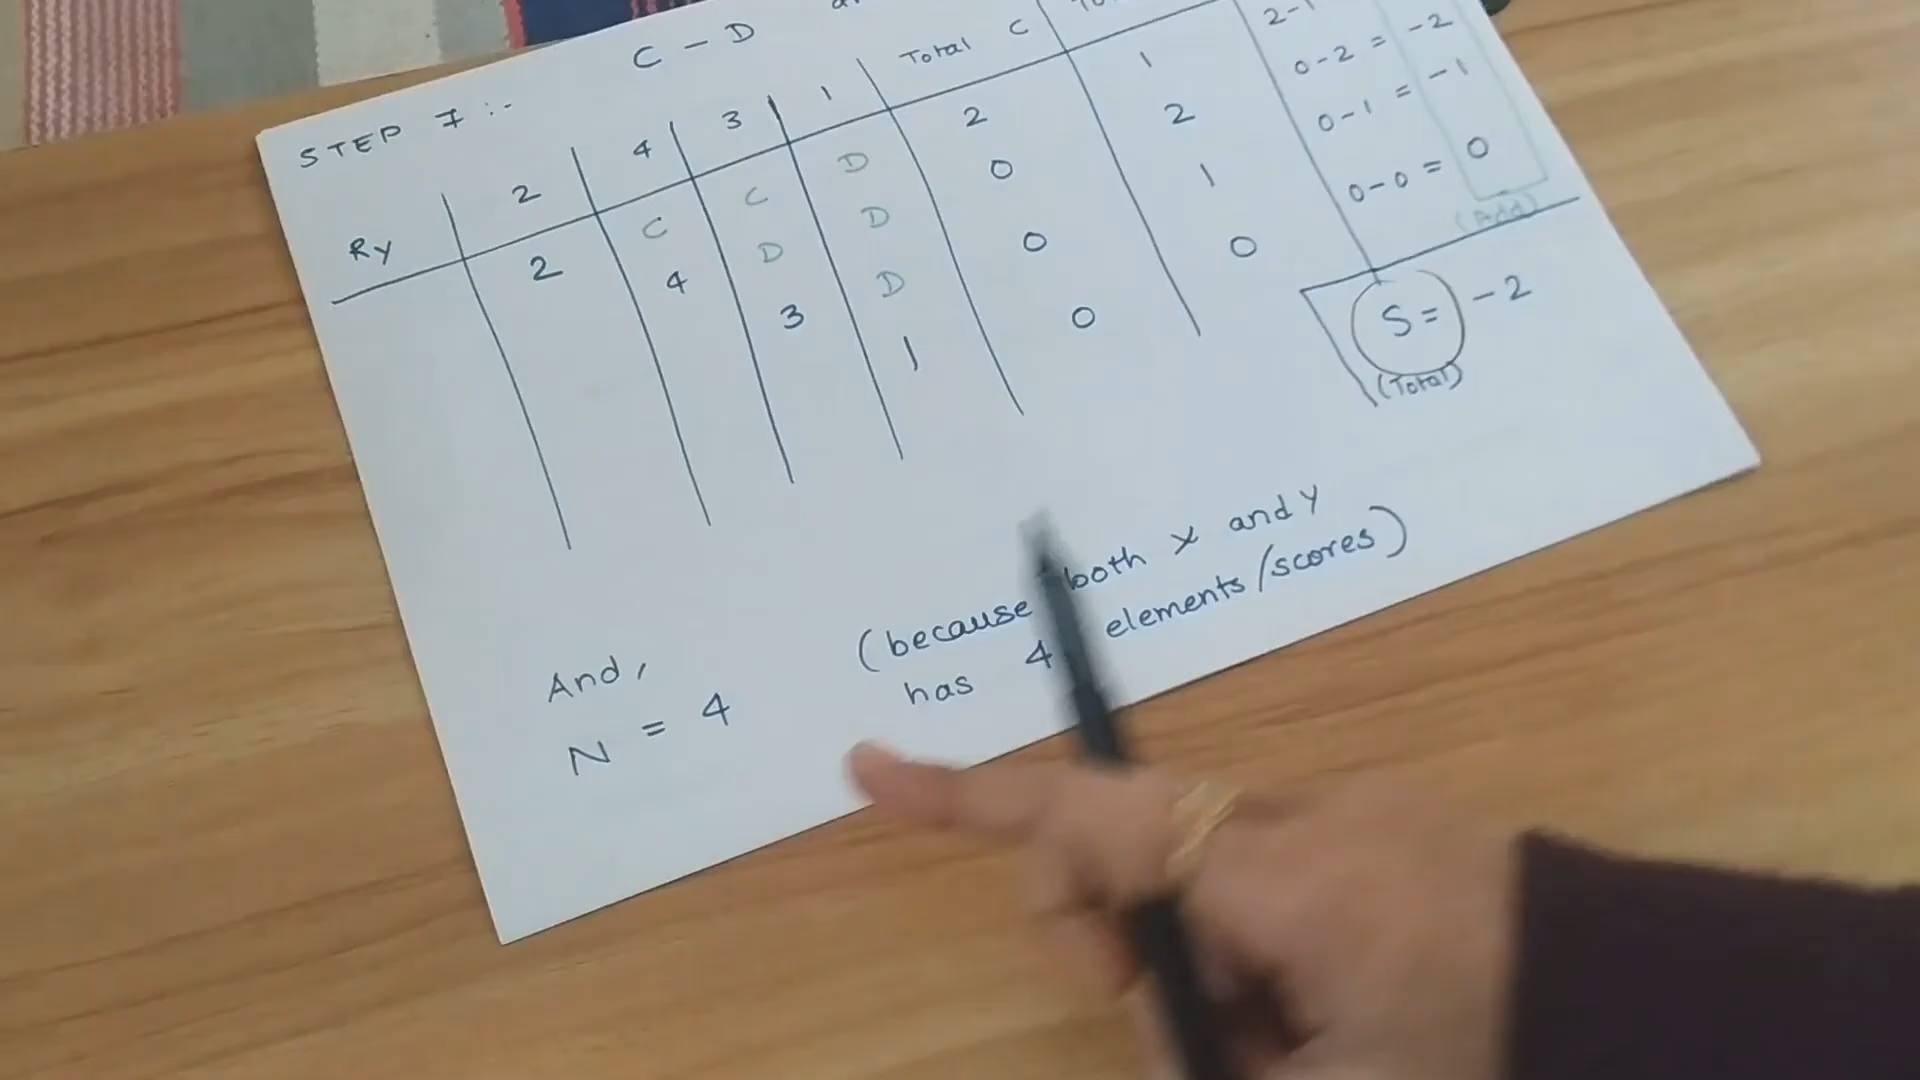 STEP 7 :- C - D
Ry 2 4 3 1 Total C
2 C C D 2 1
4 D D 0 2 0 - 2 = -2
3 D 0 1 0 - 1 = -1
1 0 0 0 - 0 = 0
(Add)
S = -2
(Total)
And,
N = 4
(because both X and Y
has 4 elements/scores)